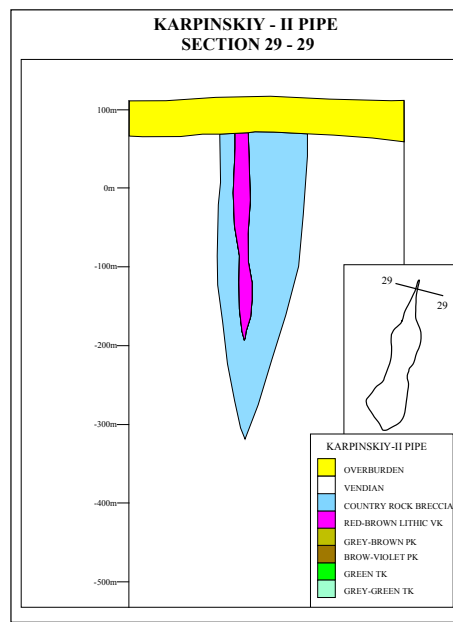 KARPINSKIY - II PIPE
SECTION 29 - 29
100m
0m
-100m
-200m
-300m
-400m
-500m
29
29
KARPINSKIY-II PIPE
OVERBURDEN
VENDIAN
COUNTRY ROCK BRECCIA
RED-BROWN LITHIC VK
GREY-BROWN PK
BROW-VIOLET PK
GREEN TK
GREY-GREEN TK